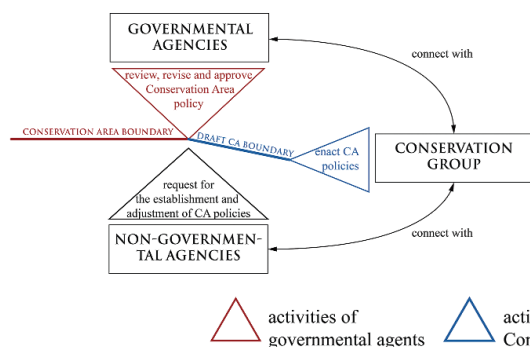 GOVERNMENTAL
AGENCIES
connect with
review, revise and approve
Conservation Area
policy
CONSERVATION AREA BOUNDARY
DRAFT CA BOUNDARY
enact CA
policies
CONSERVATION
GROUP
request for
the establishment and
adjustment of CA policies
NON-GOVERNMEN-
TAL AGENCIES
connect with
activities of
governmental agents
acti
Con